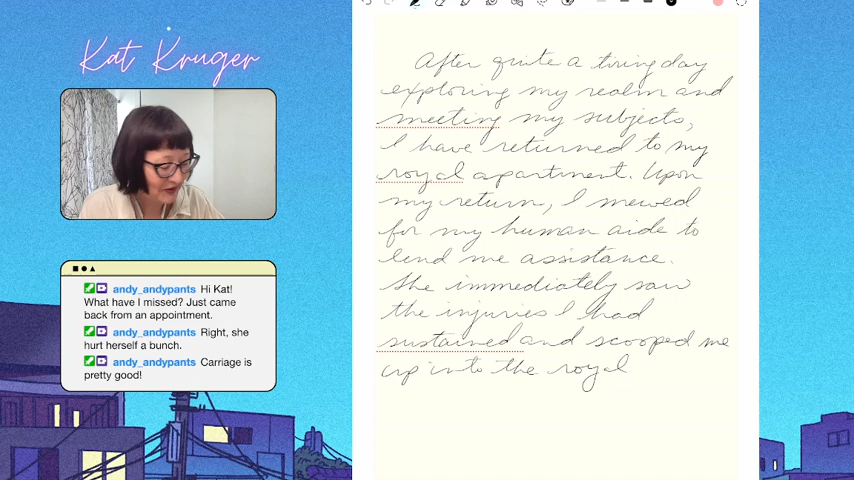 Kat Kruger
After quite a tiring day
exploring my realm and
meeting my subjects,
I have returned to my
royal apartment. Upon
my return, I mewed
for my human aide to
lend me assistance.
She immediately saw
the injuries I had
sustained and scooped me
up into the royal
andy_andypants Hi Kat!
What have I missed? Just came
back from an appointment.
andy_andypants Right, she
hurt herself a bunch.
andy_andypants Carriage is
pretty good!